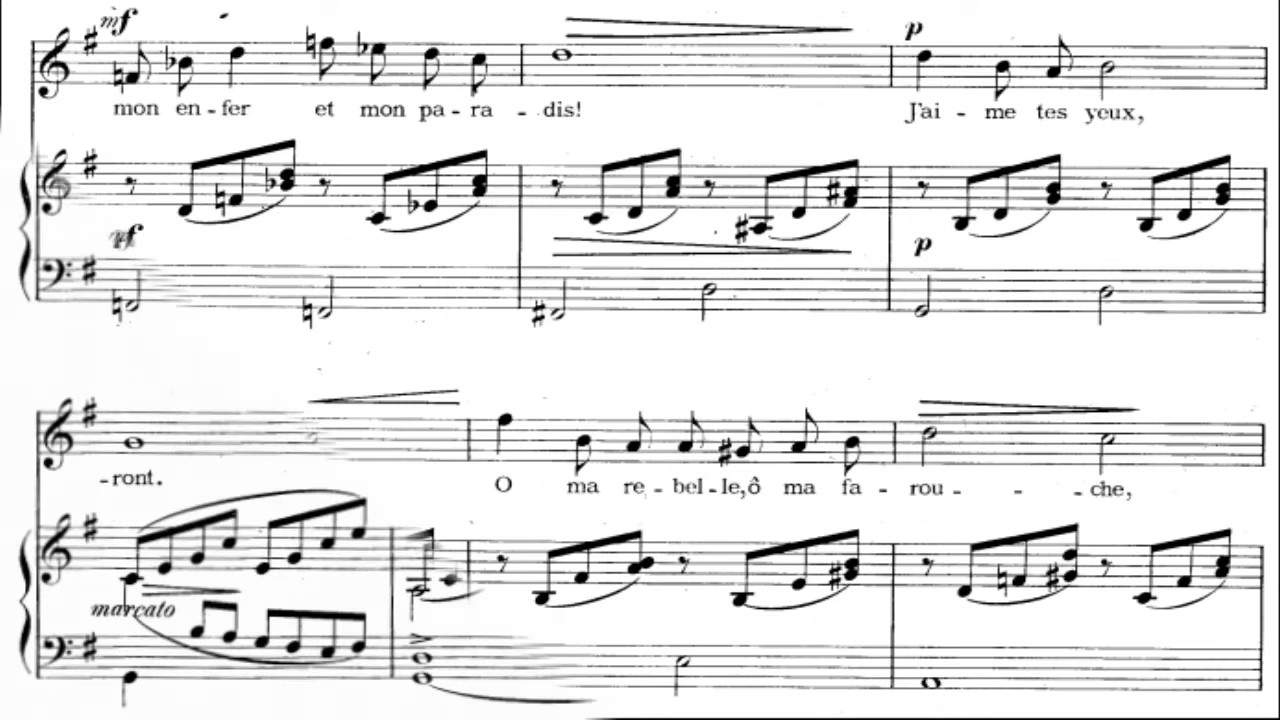 mf
mon en-fer et mon pa-ra-dis!
p
J'ai-me tes yeux,
p
-ront.
O ma re-bel-le, ô ma fa-rou--che,
marcato